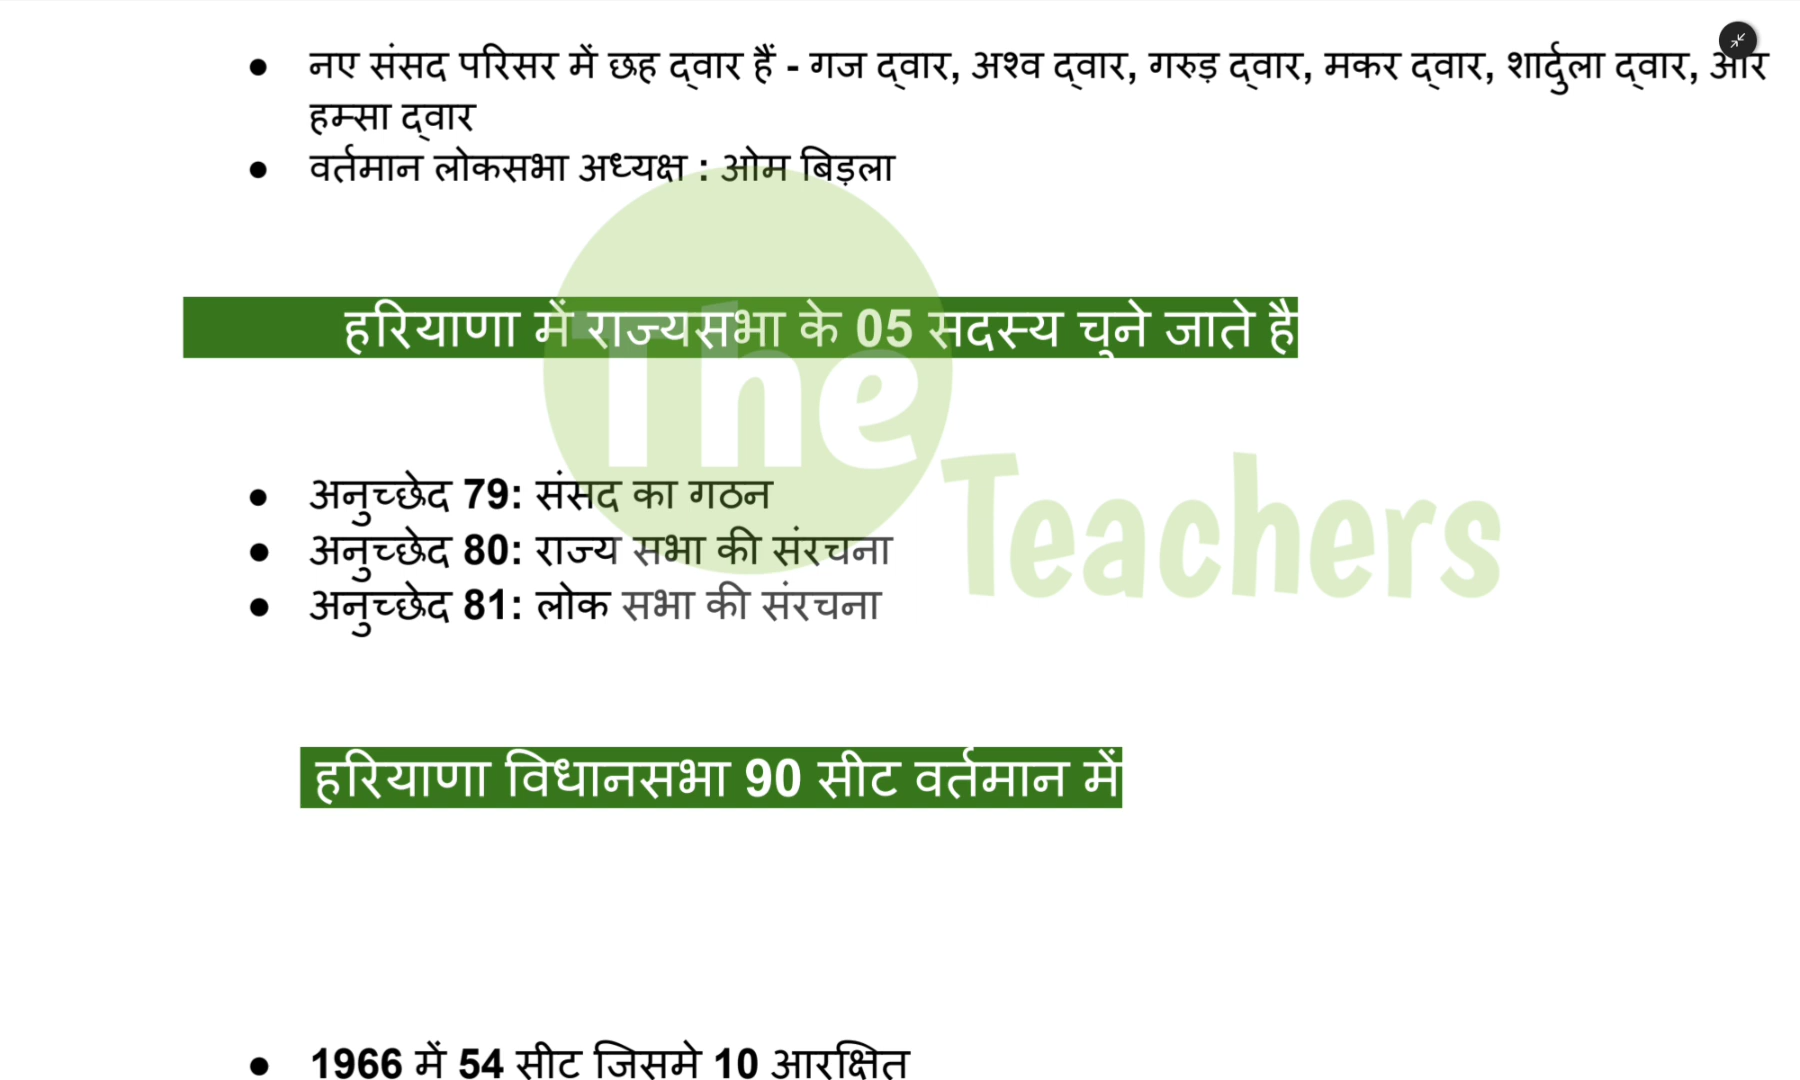 ● नए संसद परिसर में छह द्वार हैं - गज द्वार, अश्व द्वार, गरुड़ द्वार, मकर द्वार, शार्दुला द्वार, और
हम्सा द्वार
● वर्तमान लोकसभा अध्यक्ष : ओम बिड़ला
हरियाणा में राज्यसभा के 05 सदस्य चुने जाते है
The
Teachers
● अनुच्छेद 79: संसद का गठन
● अनुच्छेद 80: राज्य सभा की संरचना
● अनुच्छेद 81: लोक सभा की संरचना
हरियाणा विधानसभा 90 सीट वर्तमान में
● 1966 में 54 सीट जिसमे 10 आरक्षित